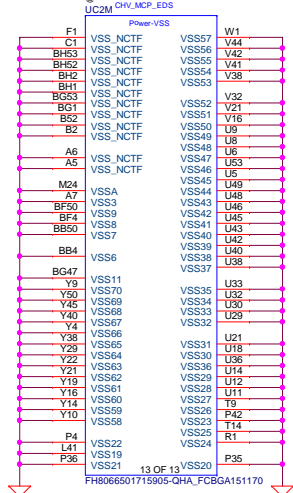 UC2M CHV_MCP_EDS
Power-VSS
F1 VSS_NCTF VSS57 W1
C1 VSS_NCTF VSS56 V44
BH53 VSS_NCTF VSS55 V42
BH52 VSS_NCTF VSS54 V41
BH2 VSS_NCTF VSS53 V38
BH1 VSS_NCTF
BG53 VSS_NCTF VSS52 V32
BG1 VSS_NCTF VSS51 V21
B52 VSS_NCTF VSS50 V16
B2 VSS_NCTF VSS49 U9
VSS48 U8
A6 VSS_NCTF VSS47 U6
A5 VSS_NCTF VSS46 U53
VSS45 U5
M24 VSSA VSS44 U49
A7 VSS3 VSS43 U48
BF50 VSS9 VSS42 U46
BF4 VSS8 VSS41 U45
BB50 VSS7 VSS40 U43
VSS39 U42
BB4 VSS6 VSS38 U40
VSS37 U38
BG47 VSS11
Y9 VSS70 VSS35 U33
Y50 VSS69 VSS34 U32
Y45 VSS68 VSS33 U30
Y40 VSS67 VSS32 U29
Y4 VSS66
Y38 VSS65 VSS31 U21
Y29 VSS64 VSS30 U18
Y22 VSS63 VSS36 U36
Y21 VSS62 VSS29 U14
Y19 VSS61 VSS28 U12
Y16 VSS60 VSS27 U11
Y14 VSS59 VSS26 T9
Y10 VSS58 VSS23 P42
VSS25 T14
P4 VSS22 VSS24 R1
L41 VSS19
P36 VSS21 VSS20 P35
13 OF 13
FH8066501715905-QHA_FCBGA151170